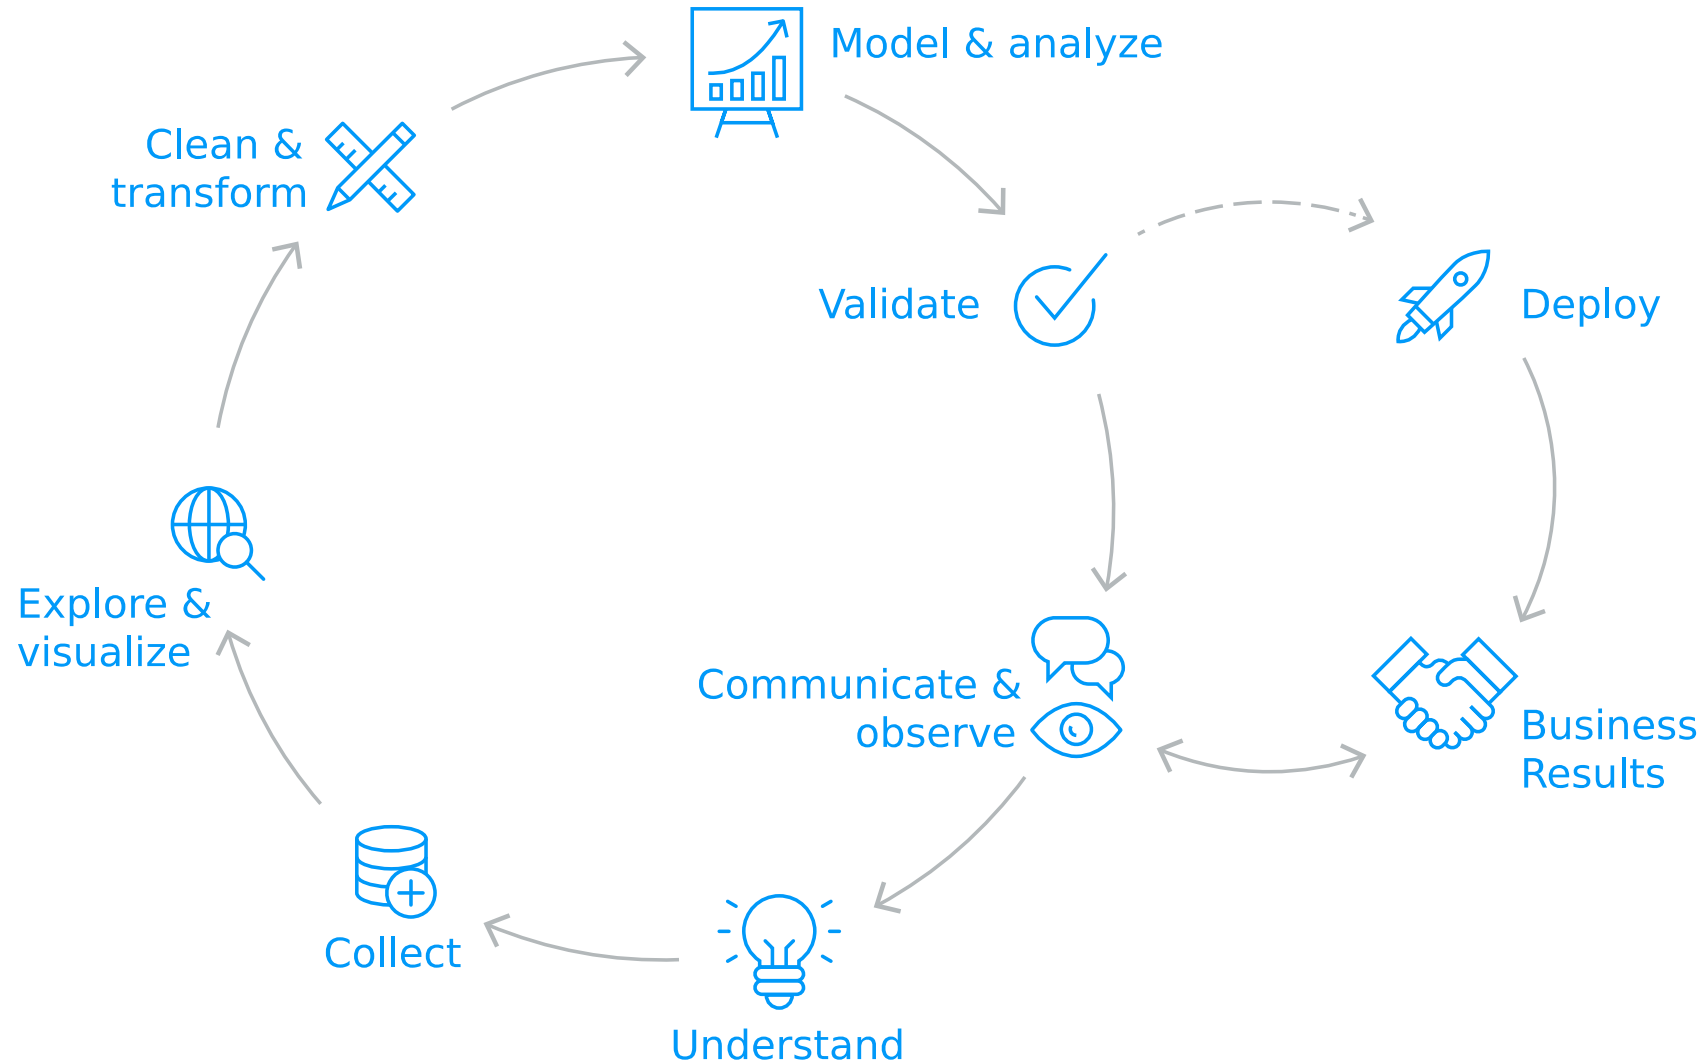 Model & analyze
Clean &
transform
Validate
Deploy
Explore &
visualize
Communicate &
observe
Business
Results
Collect
Understand